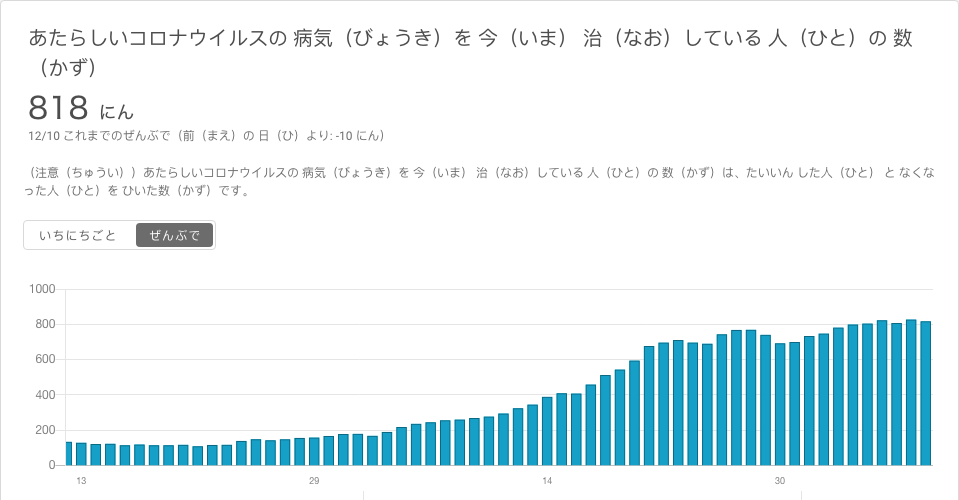 あたらしいコロナウイルスの 病気（びょうき）を 今（いま） 治（なお）している 人（ひと）の 数
（かず）
818 にん
12/10 これまでのぜんぶで（前（まえ）の 日（ひ）より: -10 にん）
（注意（ちゅうい））あたらしいコロナウイルスの 病気（びょうき）を 今（いま） 治（なお）している 人（ひと）の 数（かず）は、たいいん した人（ひと） と なくな
った人（ひと）を ひいた数（かず）です。
いちにちごと ぜんぶで
1000
800
600
400
200
0
13 29 14 30